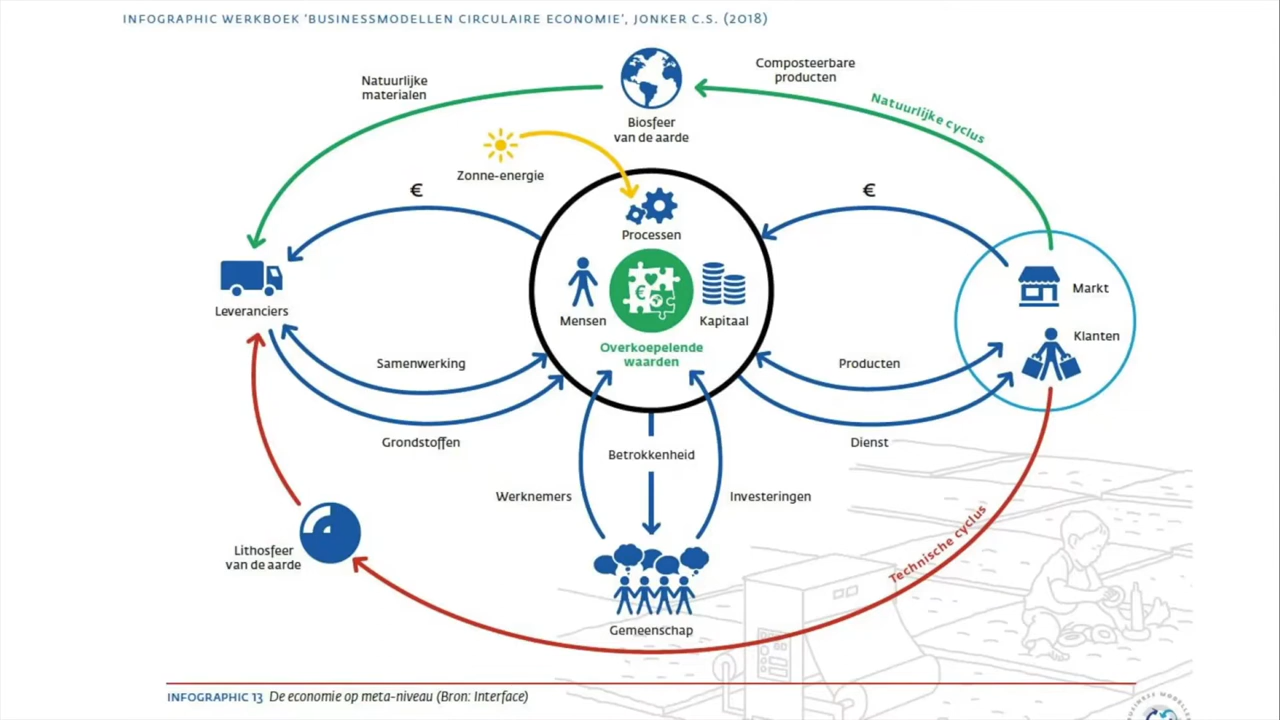 INFOGRAPHIC WERKBOEK 'BUSINESSMODELLEN CIRCULAIRE ECONOMIE', JONKER C.S. (2018)
Natuurlijke
materialen
Composteerbare
producten
Natuurlijke cyclus
Biosfeer
van de aarde
Zonne-energie
€
€
Processen
Leveranciers
Mensen
€
Kapitaal
Overkoepelende
waarden
Markt
Klanten
Samenwerking
Producten
Grondstoffen
Dienst
Betrokkenheid
Werknemers
Investeringen
Lithosfeer
van de aarde
Technische cyclus
Gemeenschap
INFOGRAPHIC 13 De economie op meta-niveau (Bron: Interface)